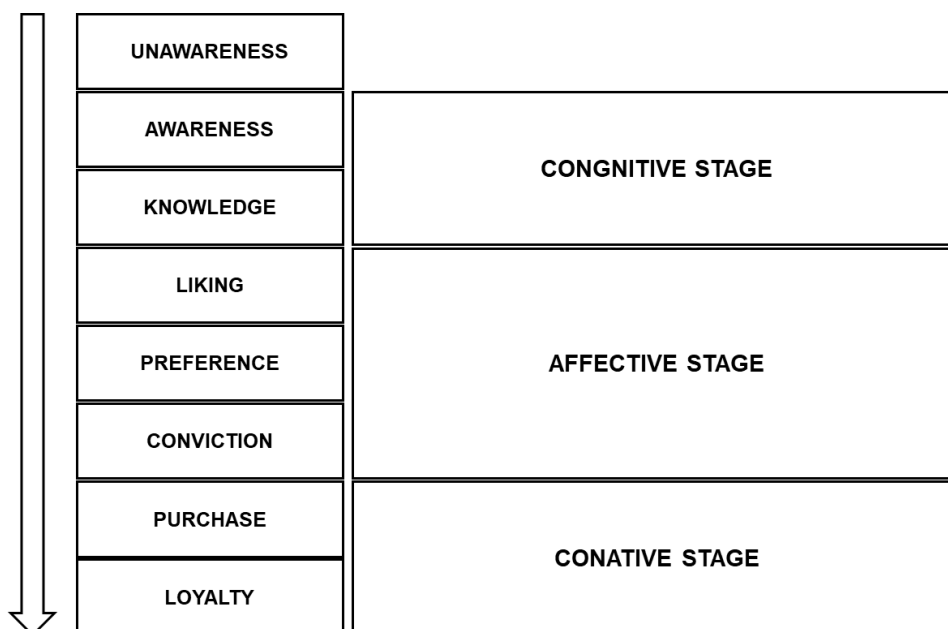 UNAWARENESS
AWARENESS
CONGNITIVE STAGE
KNOWLEDGE
LIKING
PREFERENCE
AFFECTIVE STAGE
CONVICTION
PURCHASE
CONATIVE STAGE
LOYALTY